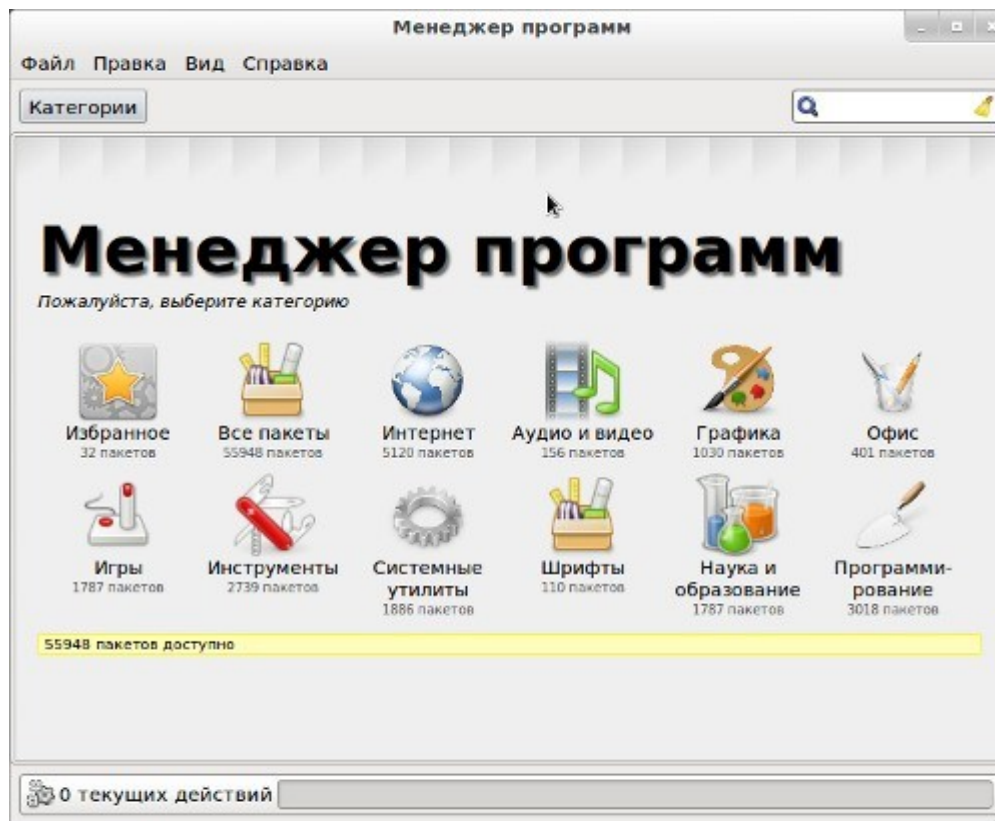 Менеджер программ
Файл Правка Вид Справка
Категории
Менеджер программ
Пожалуйста, выберите категорию
Избранное
32 пакетов
Все пакеты
55948 пакетов
Интернет
5120 пакетов
Аудио и видео
156 пакетов
Графика
1030 пакетов
Офис
401 пакетов
Игры
1787 пакетов
Инструменты
2739 пакетов
Системные
утилиты
1886 пакетов
Шрифты
110 пакетов
Наука и
образование
1787 пакетов
Программи-
рование
3018 пакетов
55948 пакетов доступно
0 текущих действий